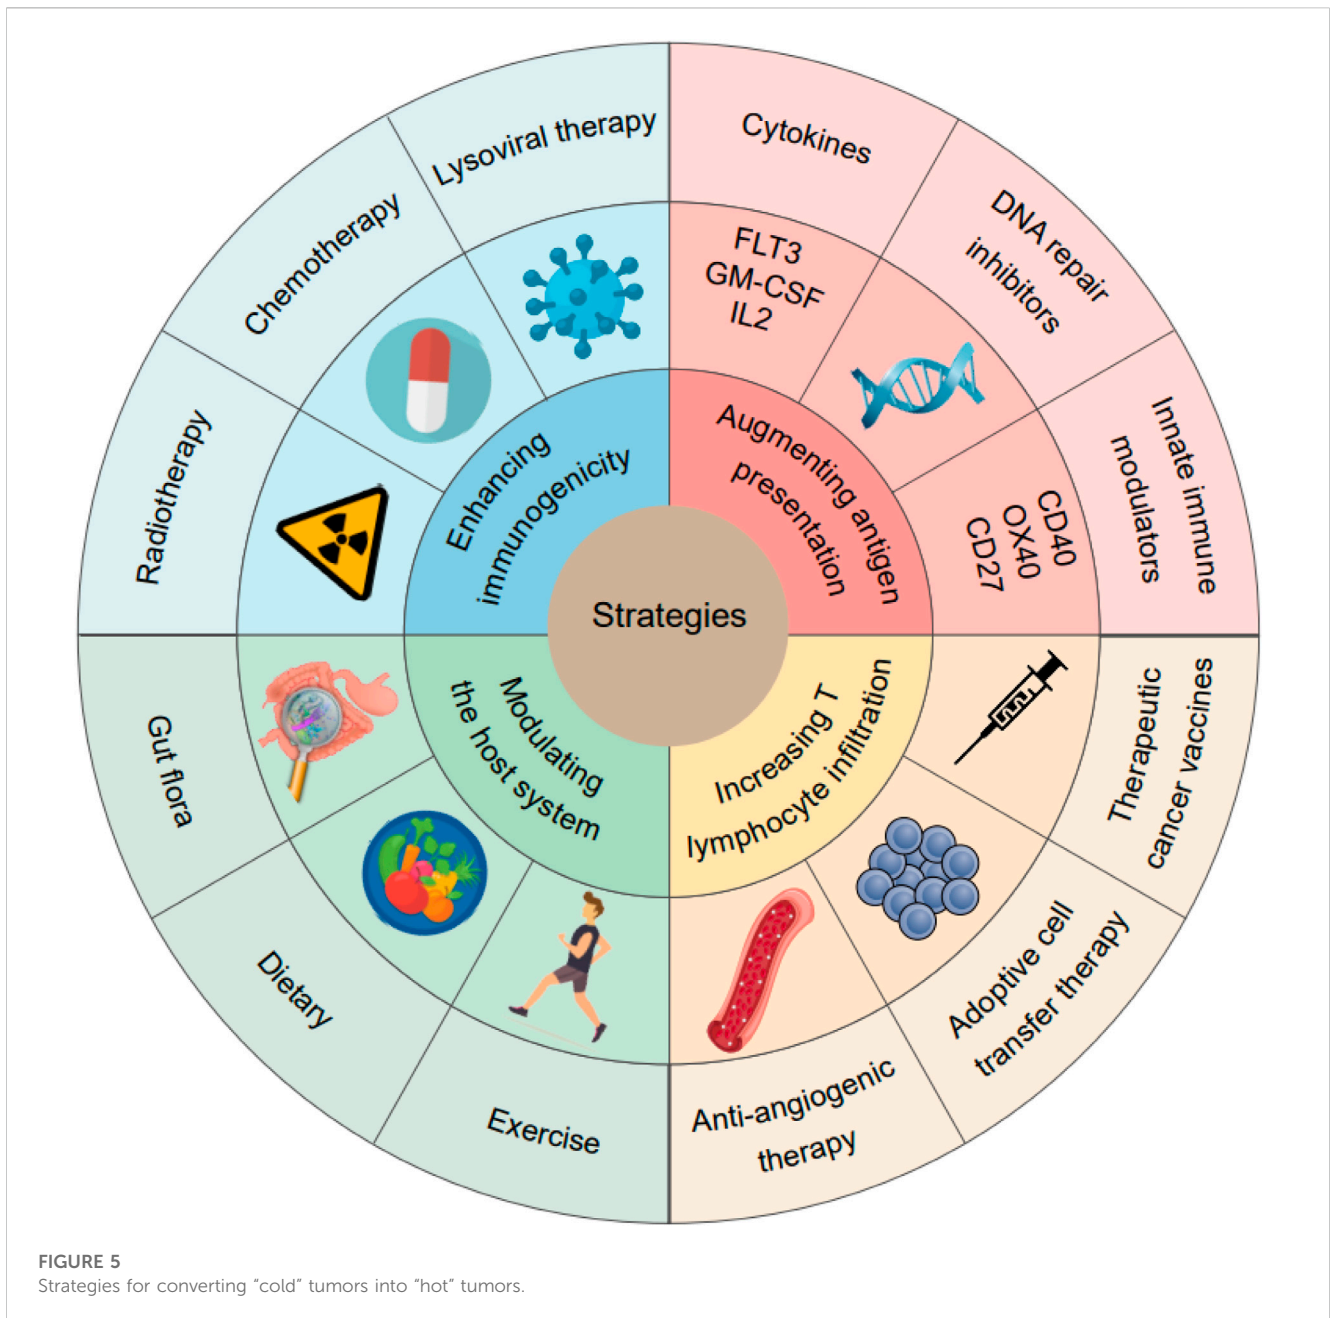 Lysoviral therapy
Cytokines
Chemotherapy
DNA repair
inhibitors
FLT3
GM-CSF
IL2
Radiotherapy
Innate immune
modulators
Enhancing
immunogenicity
Augmenting antigen
presentation
CD40
OX40
CD27
Strategies
Gut flora
Modulating
the host system
Increasing T
lymphocyte infiltration
Therapeutic
cancer vaccines
Dietary
Adoptive cell
transfer therapy
Exercise
Anti-angiogenic
therapy
FIGURE 5
Strategies for converting “cold” tumors into “hot” tumors.